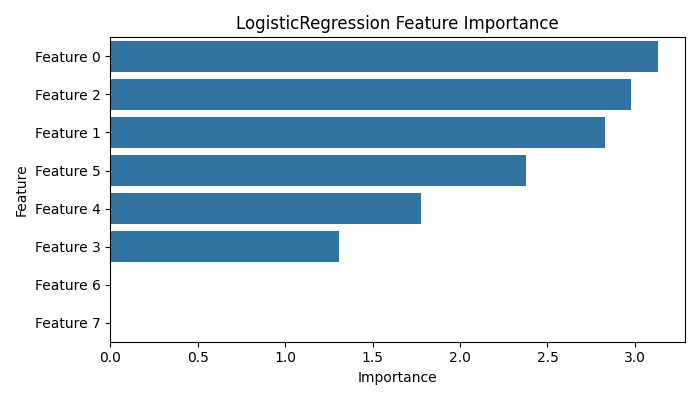 LogisticRegression Feature Importance
Feature 0
Feature 2
Feature 1
Feature 5
Feature 4
Feature 3
Feature 6
Feature 7
Feature
0.0 0.5 1.0 1.5 2.0 2.5 3.0
Importance